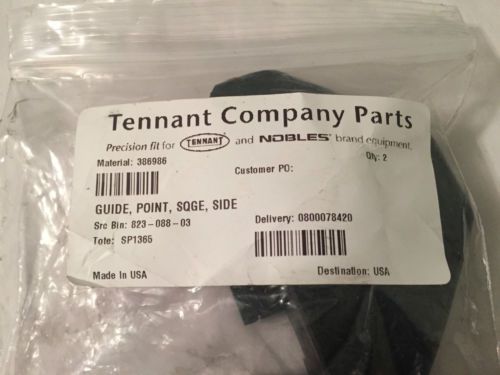 Tennant Company Parts
Precision fit for TENNANT and NOBLES® brand equipment.
Material: 386986
Customer PO:
Qty: 2
GUIDE, POINT, SQGE, SIDE
Src Bin: 823-088-03
Delivery: 0800078420
Tote: SP1365
Made In USA
Destination: USA